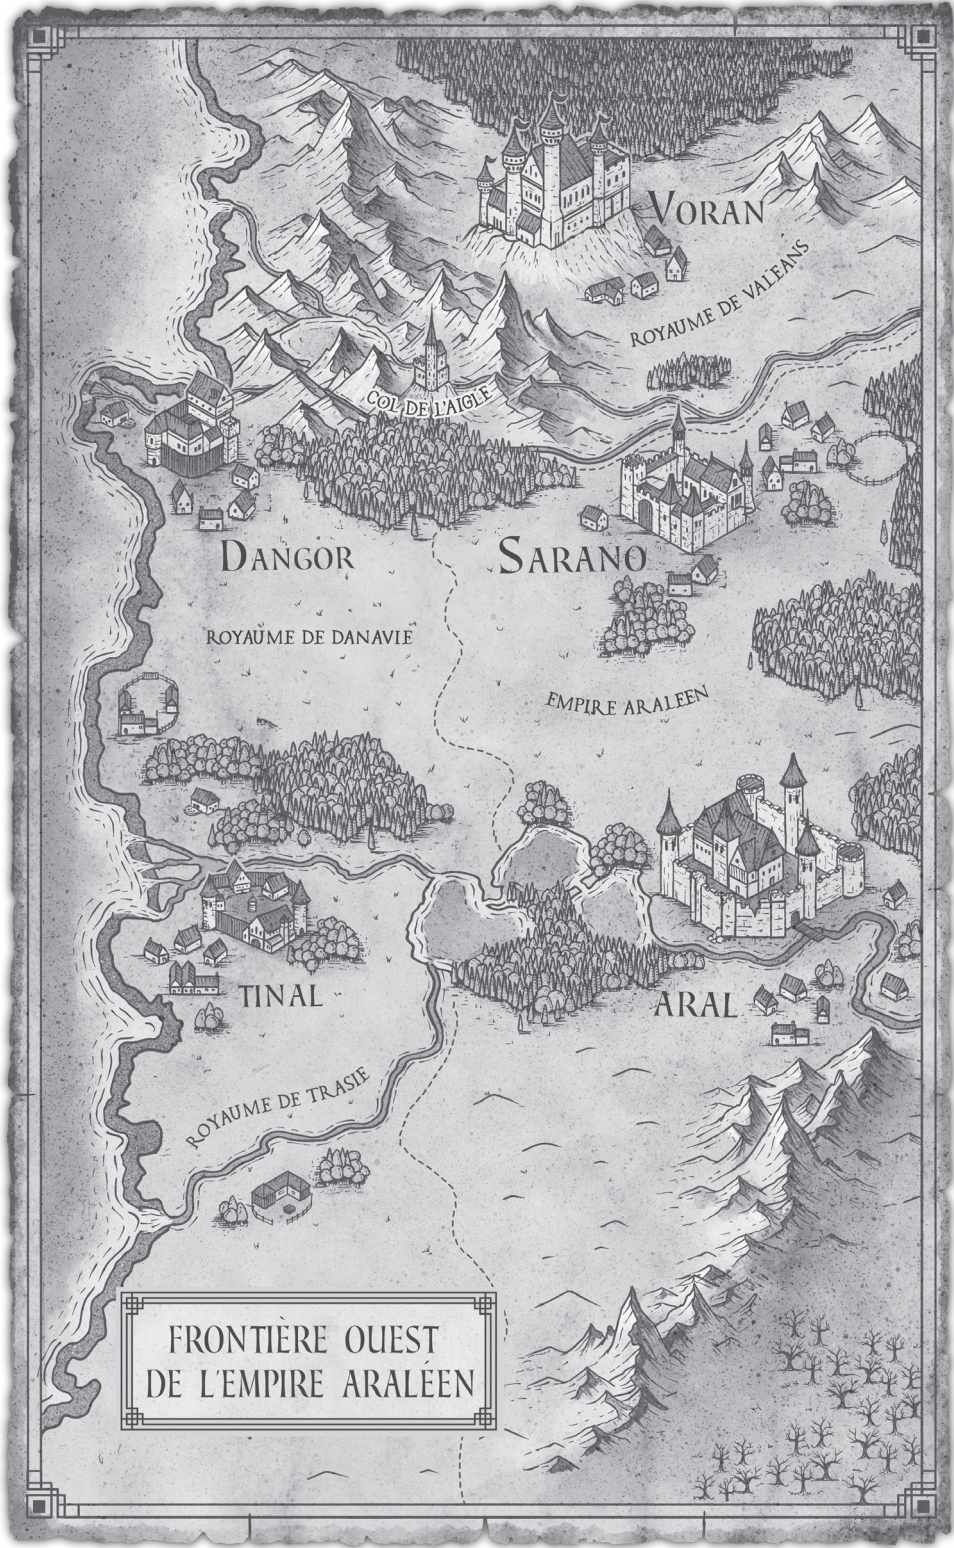 VORAN
ROYAUME DE VALEANS
COL DE L'AIGLE
DANGOR
SARANO
ROYAUME DE DANAVIE
EMPIRE ARALEEN
TINAL
ARAL
ROYAUME DE TRASIE
FRONTIÈRE OUEST
DE L'EMPIRE ARALÉEN